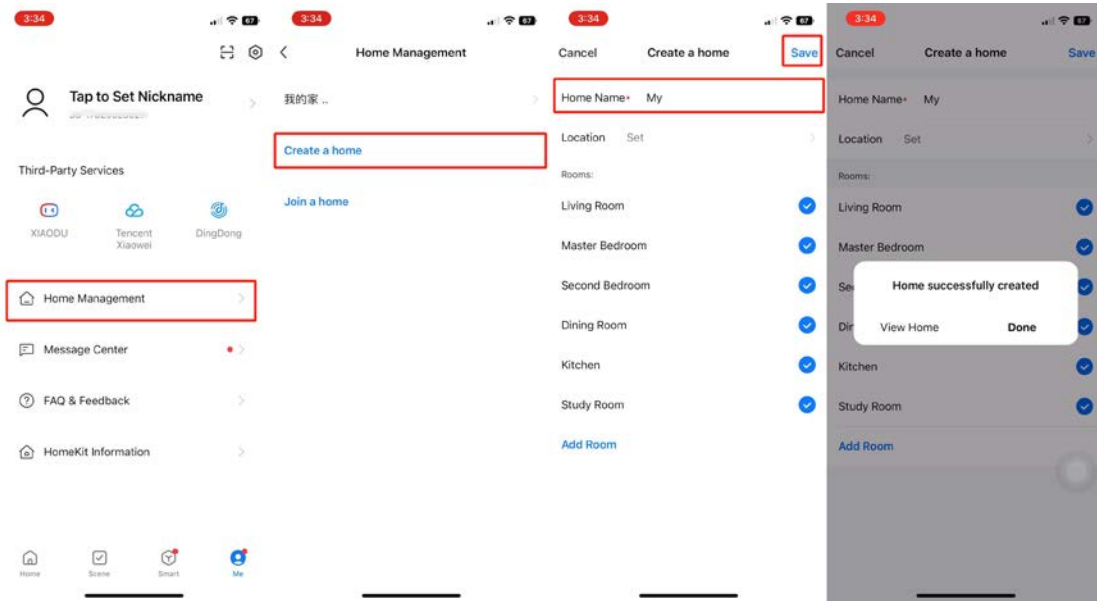 3:34
67
Tap to Set Nickname
Third-Party Services
XIAODU
Tencent
Xiaowei
DingDong
Home Management
Message Center
FAQ & Feedback
HomeKit Information
Home
Scene
Smart
Me
3:34
67
Home Management
我的家 ..
Create a home
Join a home
3:34
67
Cancel
Create a home
Save
Home Name* My
Location Set
Rooms:
Living Room
Master Bedroom
Second Bedroom
Dining Room
Kitchen
Study Room
Add Room
3:34
67
Cancel
Create a home
Save
Home Name* My
Location Set
Rooms:
Living Room
Master Bedroom
Home successfully created
View Home
Done
Kitchen
Study Room
Add Room